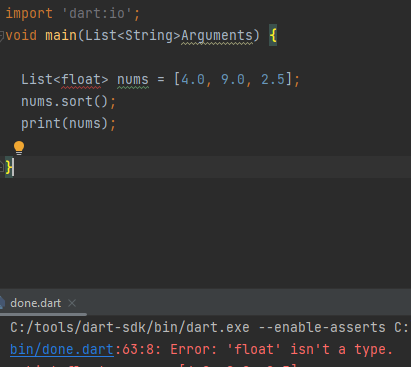 import 'dart:io';
void main(List<String>Arguments) {
List<float> nums = [4.0, 9.0, 2.5];
nums.sort();
print(nums);
}
done.dart ×
C:/tools/dart-sdk/bin/dart.exe --enable-asserts C:
bin/done.dart:63:8: Error: 'float' isn't a type.